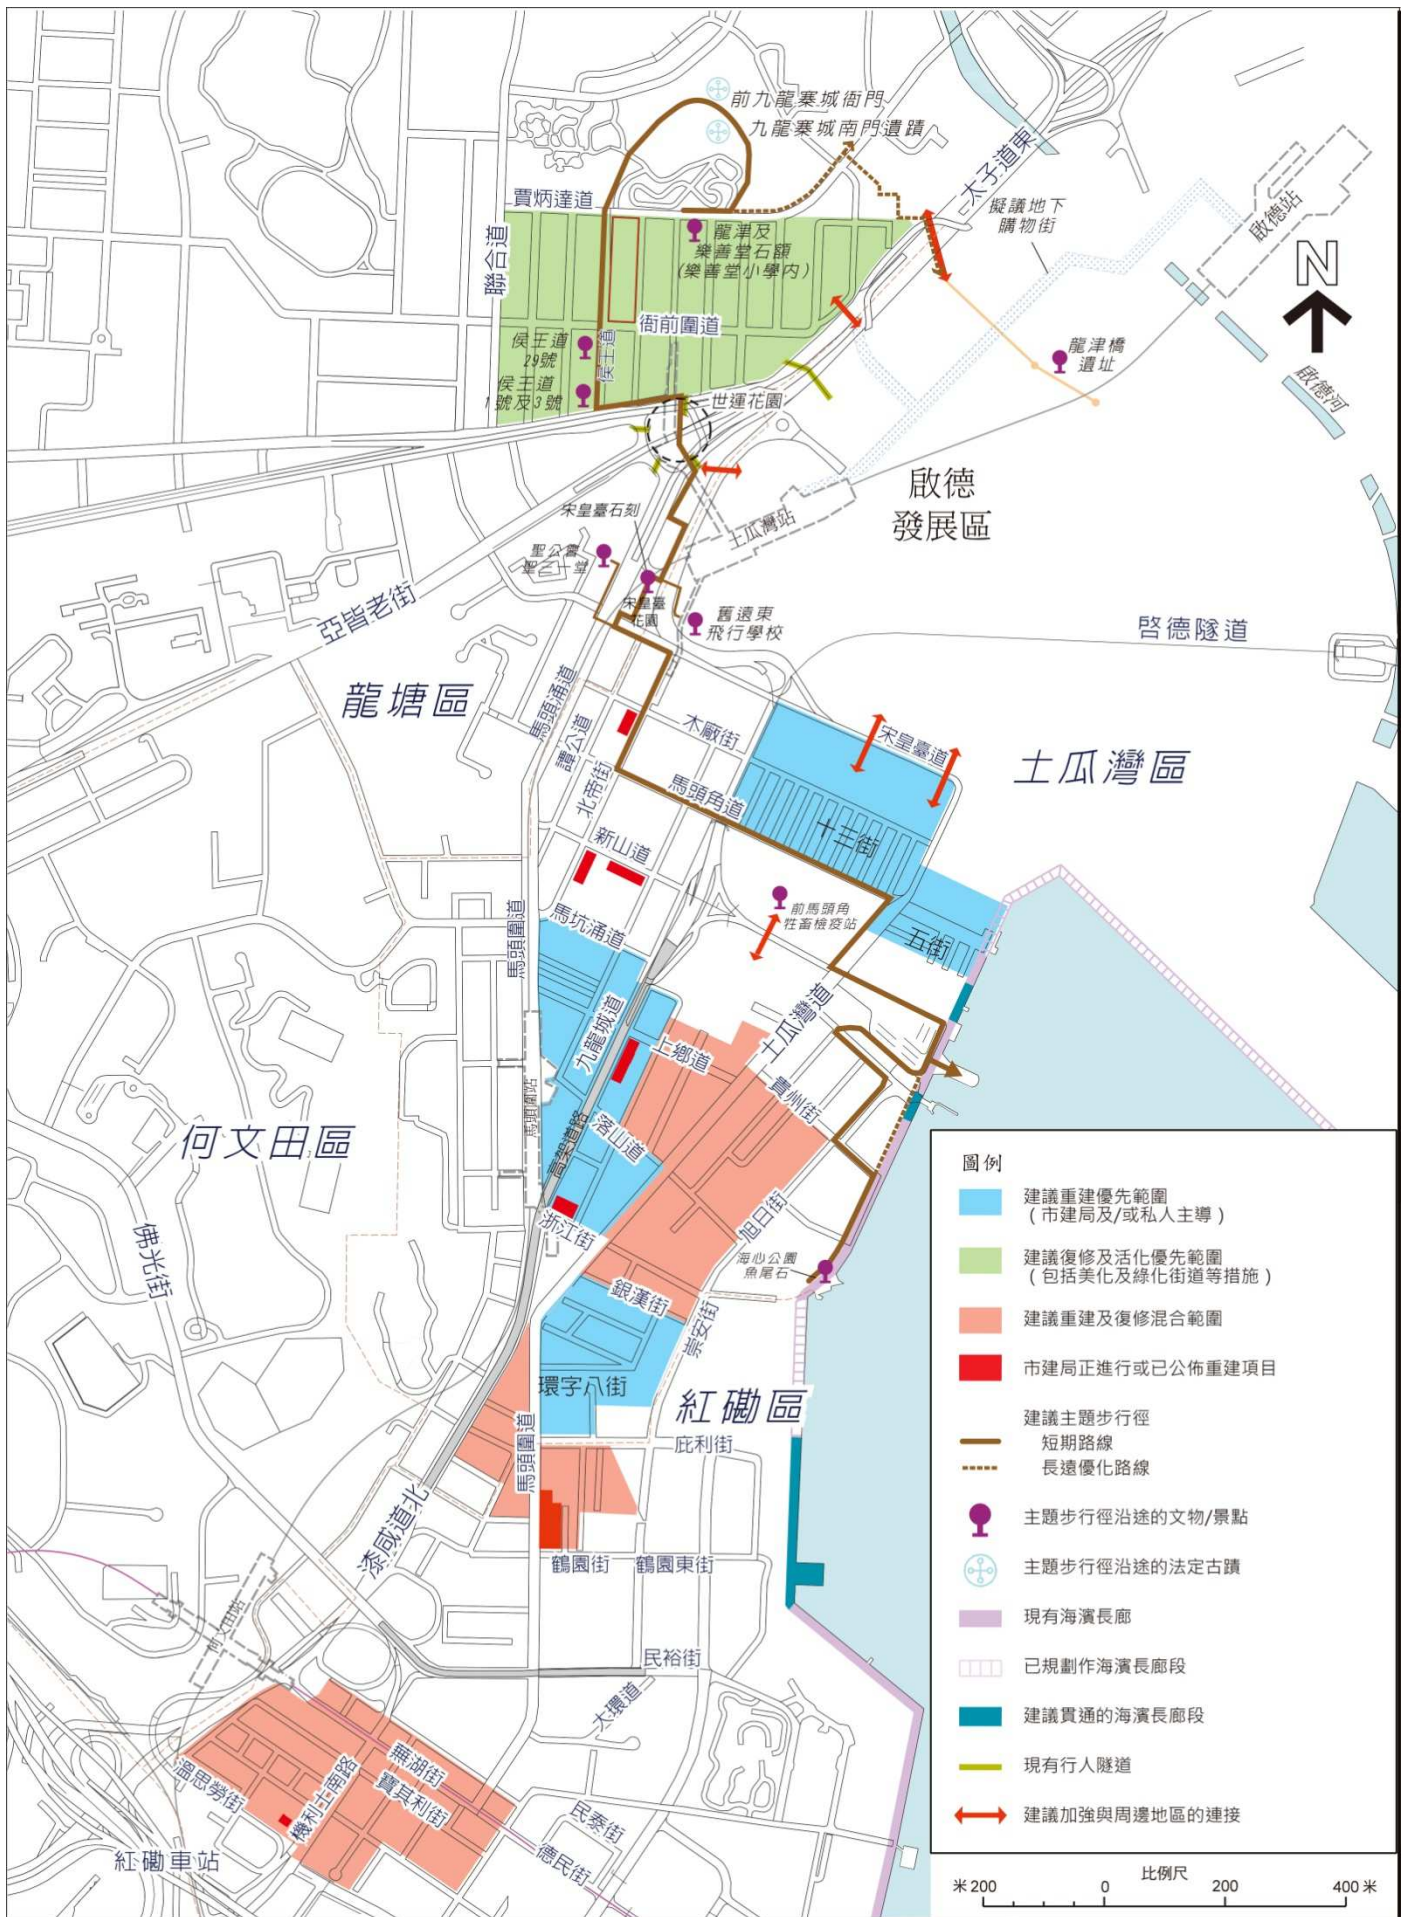 前九龍寨城衙門
九龍寨城南門遺蹟
太子道東
賈炳達道
擬議地下
購物街
啟德站
N
聯合道
龍津及
樂善堂石額
(樂善堂小學內)
衙前圍道
侯王道
29號
侯王道
侯王道
1號及3號
龍津橋
遺址
啟德河
世運花園
啟德
發展區
宋皇臺石刻
土瓜灣站
聖公會
聖三一堂
宋皇臺
花園
舊遠東
飛行學校
亞皆老街
啓德隧道
龍塘區
馬頭涌道
譚公道
木廠街
宋皇臺道
土瓜灣區
北帝街
馬頭角道
十三街
新山道
前馬頭角
牲畜檢疫站
馬坑涌道
馬頭圍道
五街
九龍城道
土瓜灣道
上鄉道
貴州街
馬頭圍站
落山道
高架道路
何文田區
浙江街
旭日街
海心公園
魚尾石
佛光街
銀漢街
崇安街
環字八街
紅磡區
馬頭圍道
庇利街
漆咸道北
鶴園街
鶴園東街
何文田站
民裕街
大環道
蕪湖街
寶其利街
溫思勞街
機利士南路
民泰街
德民街
紅磡車站
圖例
建議重建優先範圍
(市建局及/或私人主導)
建議復修及活化優先範圍
(包括美化及綠化街道等措施)
建議重建及復修混合範圍
市建局正進行或已公佈重建項目
建議主題步行徑
短期路線
長遠優化路線
主題步行徑沿途的文物/景點
主題步行徑沿途的法定古蹟
現有海濱長廊
已規劃作海濱長廊段
建議貫通的海濱長廊段
現有行人隧道
建議加強與周邊地區的連接
比例尺
米 200 0 200 400 米